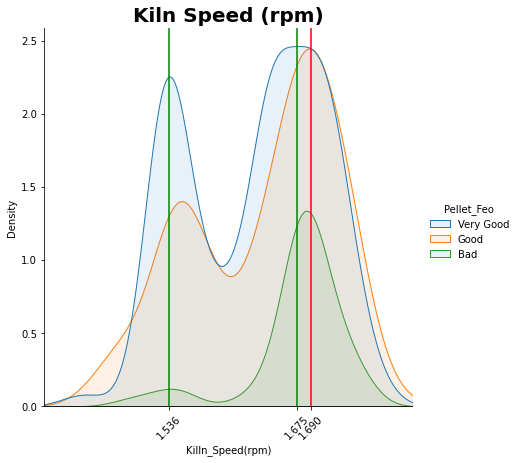 Kiln Speed (rpm)
2.5
2.0
1.5
1.0
0.5
0.0
Density
1.536
1.675
1.690
Killn_Speed(rpm)
Pellet_Feo
Very Good
Good
Bad